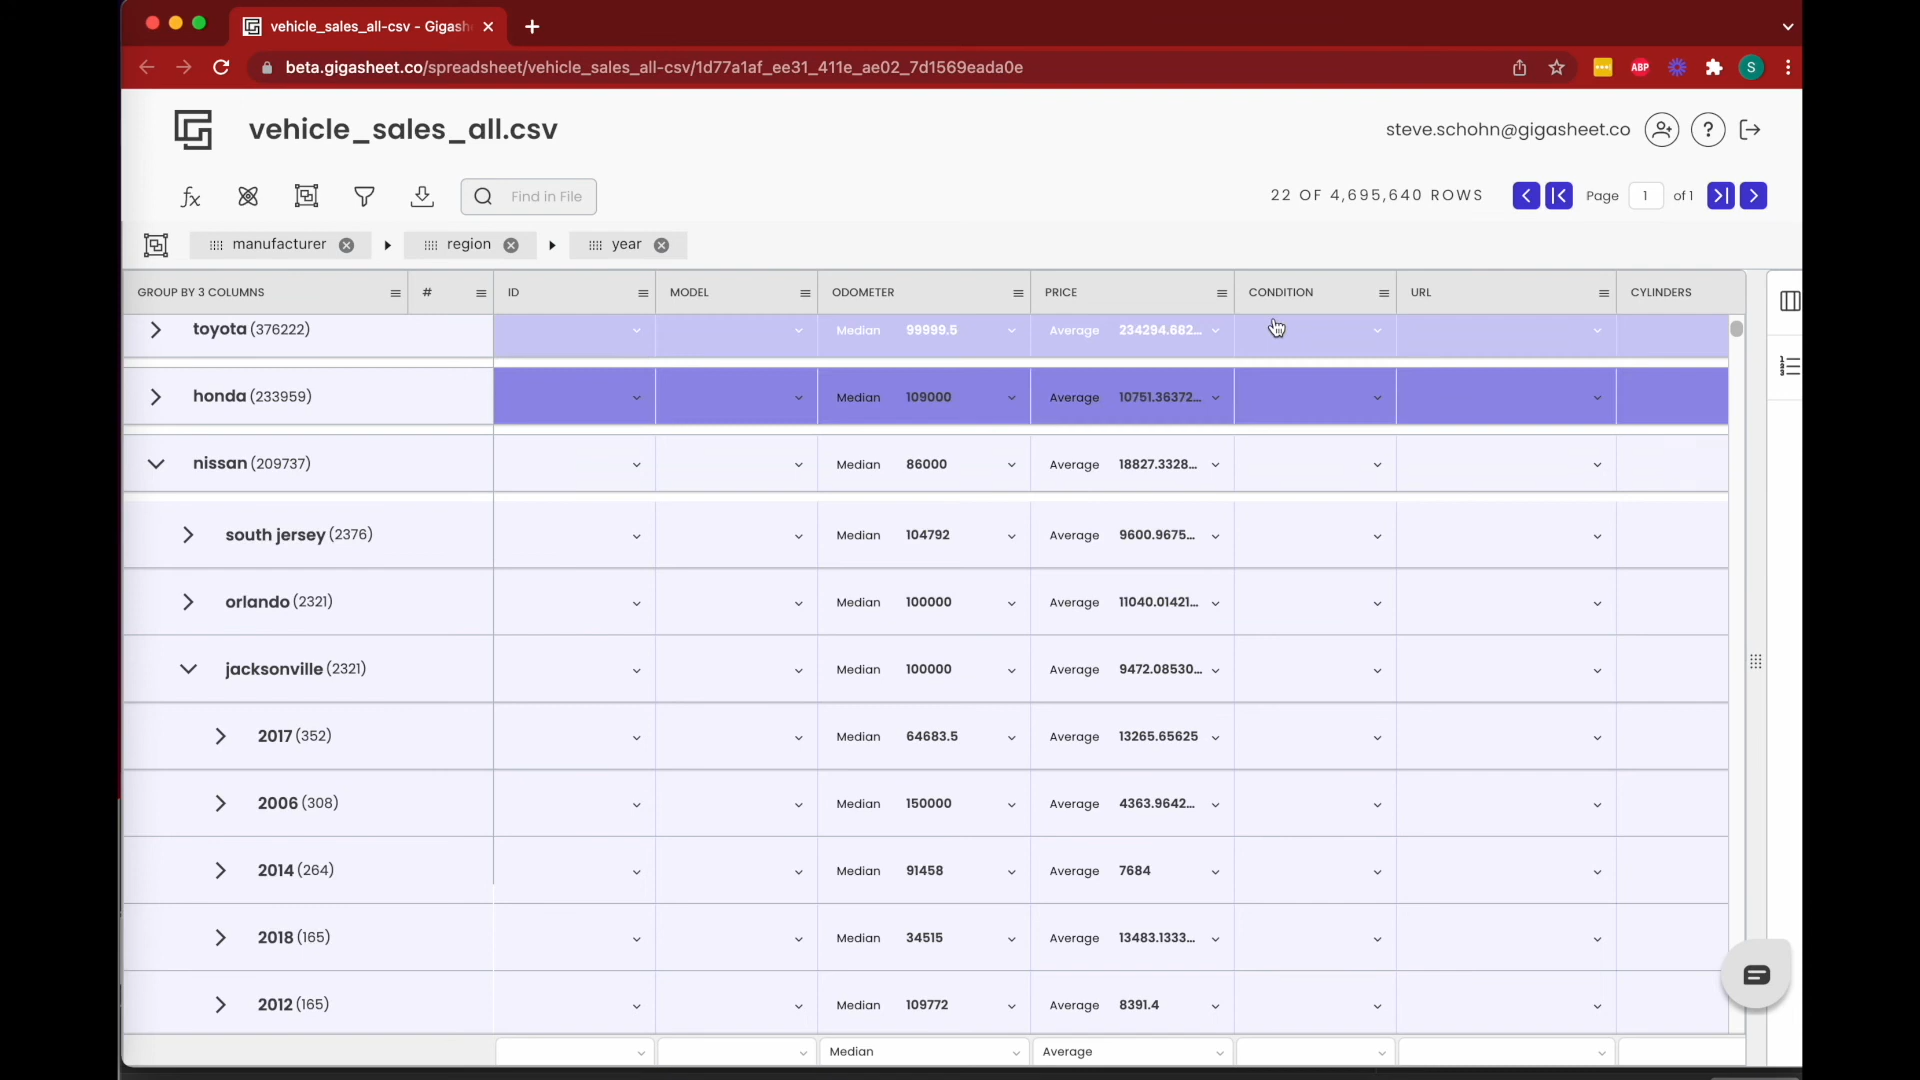 vehicle_sales_all-csv - Gigash
beta.gigasheet.co/spreadsheet/vehicle_sales_all-csv/1d77a1af_ee31_411e_ae02_7d1569eada0e
ABP
S
vehicle_sales_all.csv
steve.schohn@gigasheet.co
?
fx
Find in File
22 OF 4,695,640 ROWS
Page 1 of 1
manufacturer region year
GROUP BY 3 COLUMNS # ID MODEL ODOMETER PRICE CONDITION URL CYLINDERS
toyota (376222) Median 99999.5 Average 234294.682...
honda (233959) Median 109000 Average 10751.36372...
nissan (209737) Median 86000 Average 18827.3328...
south jersey (2376) Median 104792 Average 9600.9675...
orlando (2321) Median 100000 Average 11040.01421...
jacksonville (2321) Median 100000 Average 9472.08530...
2017 (352) Median 64683.5 Average 13265.65625
2006 (308) Median 150000 Average 4363.9642...
2014 (264) Median 91458 Average 7684
2018 (165) Median 34515 Average 13483.1333...
2012 (165) Median 109772 Average 8391.4
Median Average